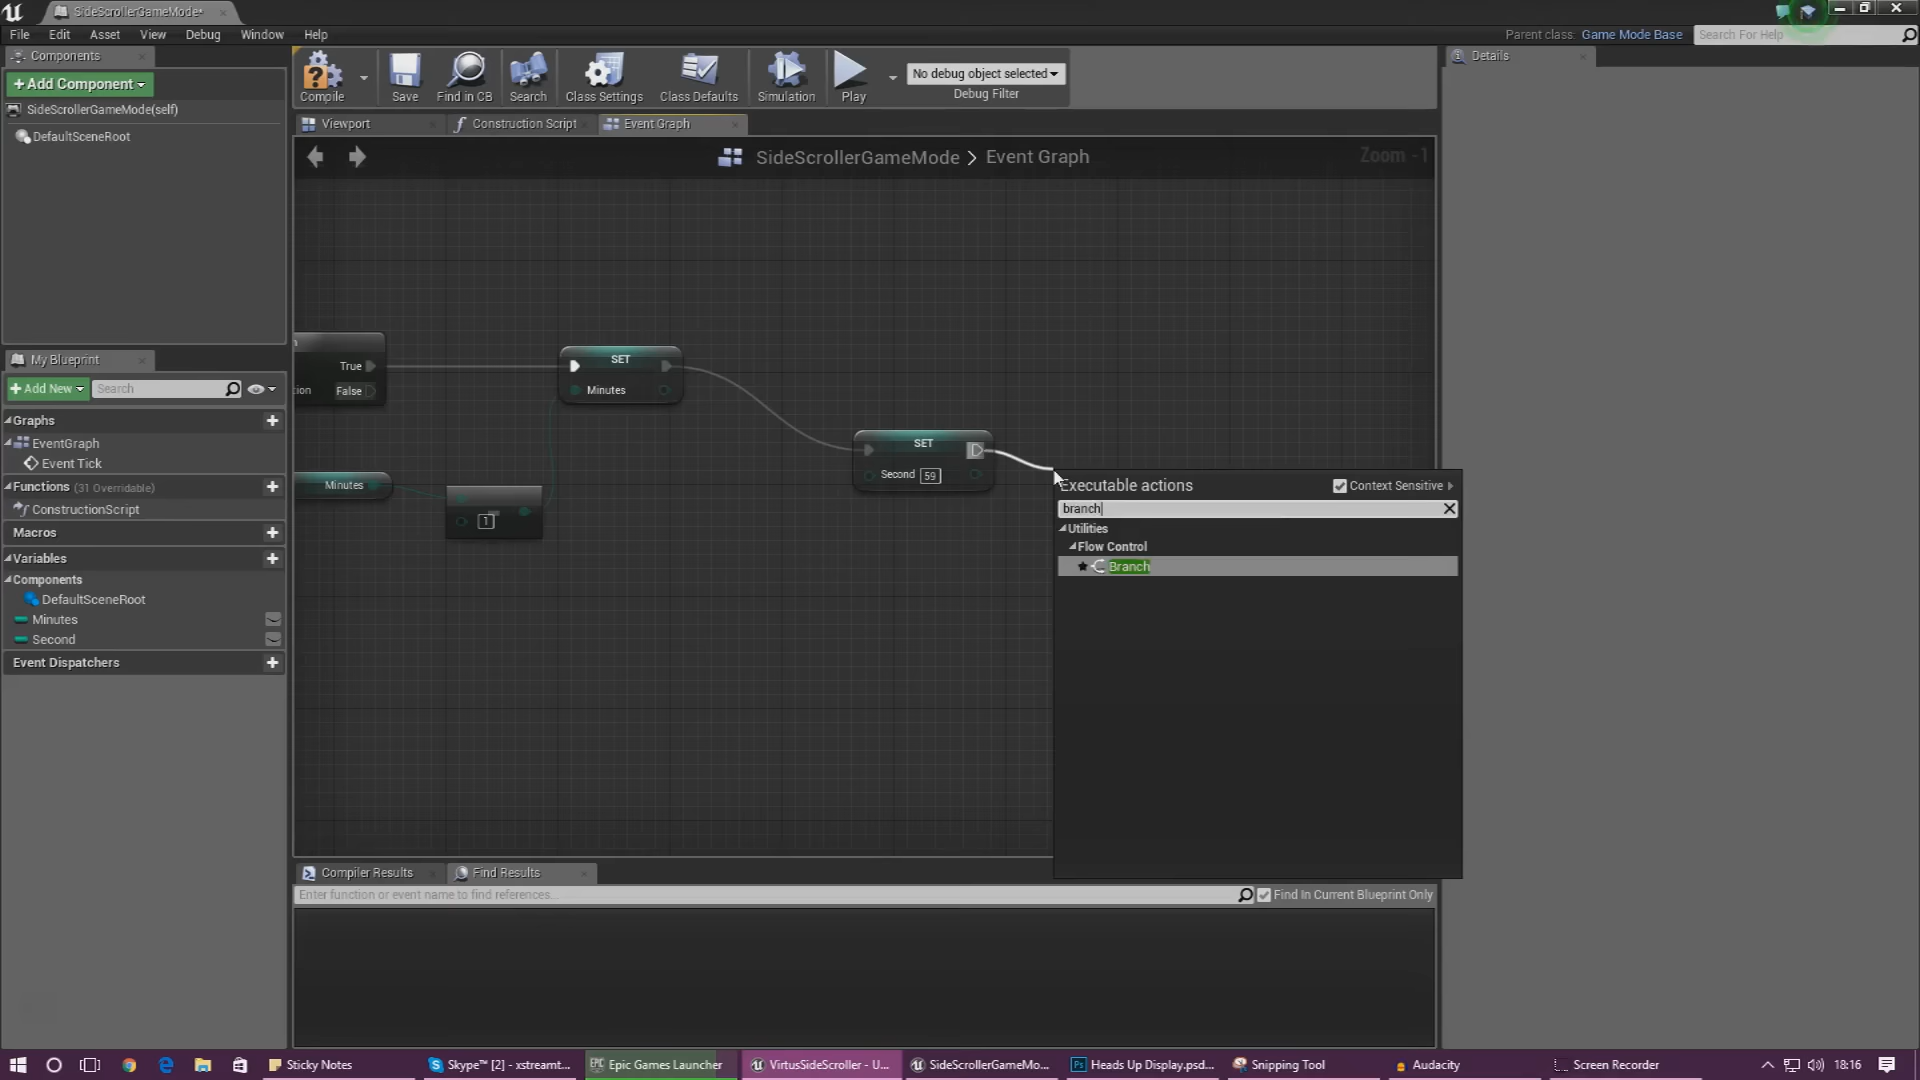 SideScrollerGameMode*
File Edit Asset View Debug Window Help
Parent class: Game Mode Base Search For Help
Components
+Add Component
SideScrollerGameMode(self)
DefaultSceneRoot
Compile Save Find in CB Search Class Settings Class Defaults Simulation Play
No debug object selected
Debug Filter
Details
Viewport Construction Script Event Graph
SideScrollerGameMode > Event Graph
Zoom -1
My Blueprint
+Add New Search
Graphs
EventGraph
Event Tick
Functions (31 Overridable)
ConstructionScript
Macros
Variables
Components
DefaultSceneRoot
Minutes
Second
Event Dispatchers
True
False
SET
Minutes
Minutes
1
SET
Second 59
Executable actions
Context Sensitive
branch
Utilities
Flow Control
Branch
Compiler Results Find Results
Enter function or event name to find references...
Find In Current Blueprint Only
Sticky Notes
Skype™ [2] - xstreamt...
Epic Games Launcher
VirtusSideScroller - U...
SideScrollerGameMo...
Heads Up Display.psd...
Snipping Tool
Audacity
Screen Recorder
18:16